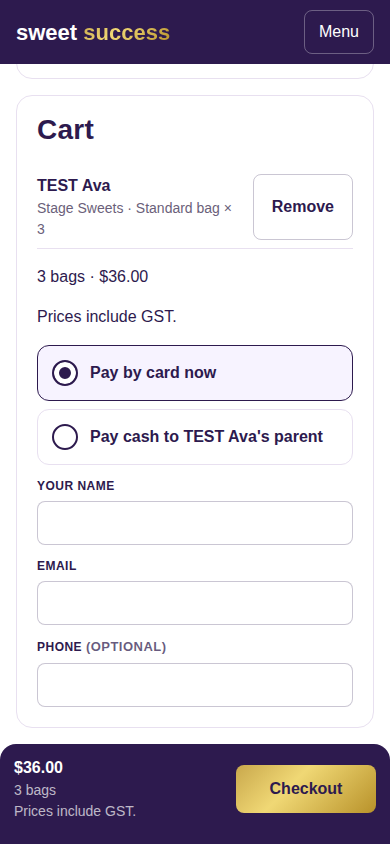 sweet success
Menu
Cart
TEST Ava
Stage Sweets · Standard bag ×
3
Remove
3 bags · $36.00
Prices include GST.
Pay by card now
Pay cash to TEST Ava's parent
YOUR NAME
EMAIL
PHONE (OPTIONAL)
$36.00
3 bags
Prices include GST.
Checkout